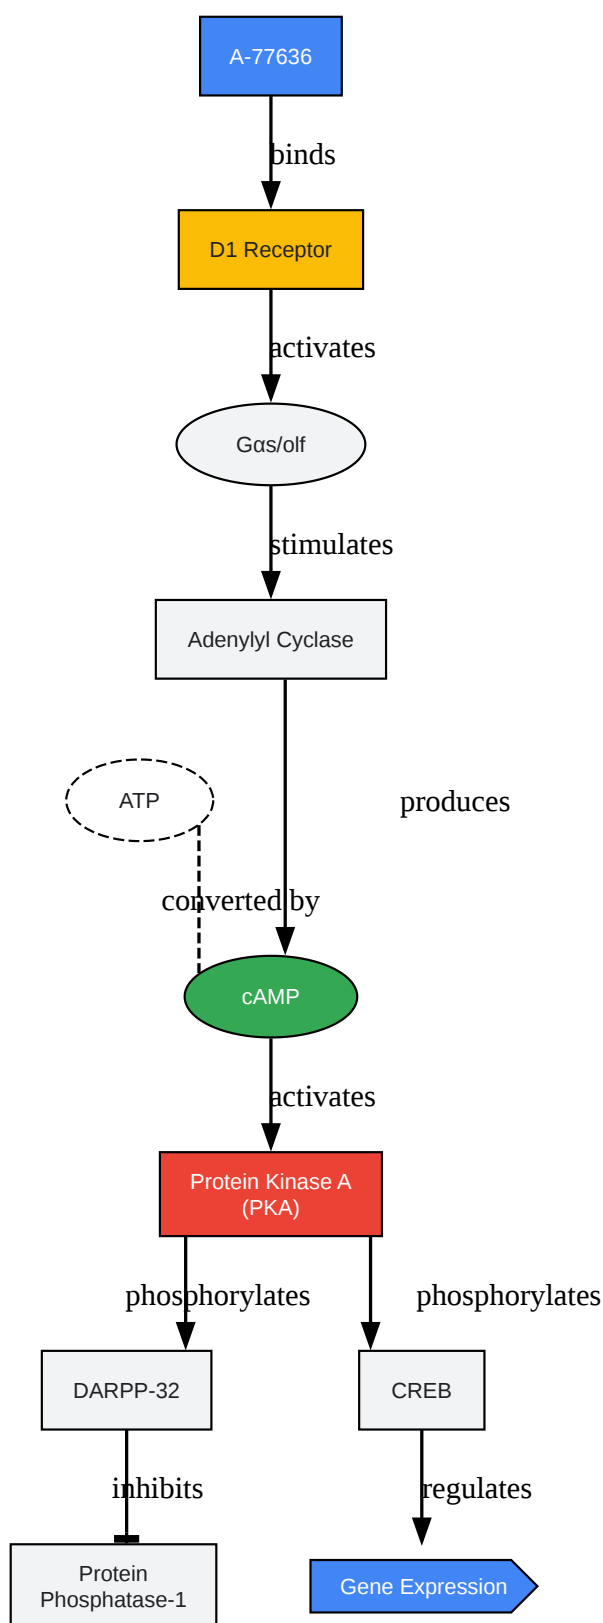 A-77636
binds
D1 Receptor
activates
Gαs/olf
stimulates
Adenylyl Cyclase
ATP
produces
converted by
cAMP
activates
Protein Kinase A
(PKA)
phosphorylates
phosphorylates
DARPP-32
CREB
inhibits
regulates
Protein
Phosphatase-1
Gene Expression